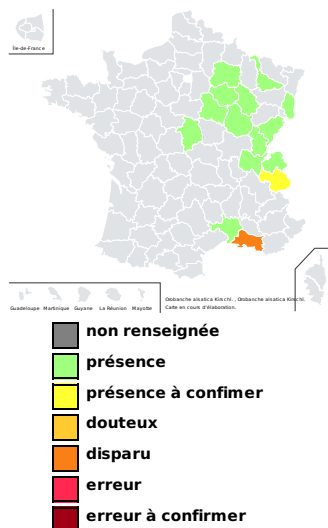 Île-de-France
Guadeloupe Martinique Guyane La Réunion Mayotte
Orobanche alsatica Kirschl. , Orobanche alsatica Kirschl.
Carte en cours d'élaboration.
non renseignée
présence
présence à confimer
douteux
disparu
erreur
erreur à confirmer